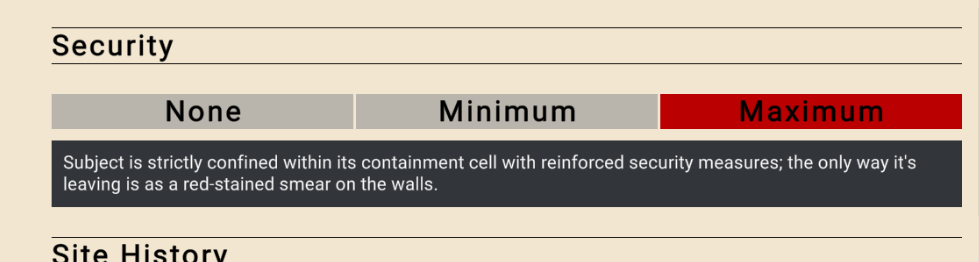 Security
None
Minimum
Maximum
Subject is strictly confined within its containment cell with reinforced security measures; the only way it's
leaving is as a red-stained smear on the walls.
Site History